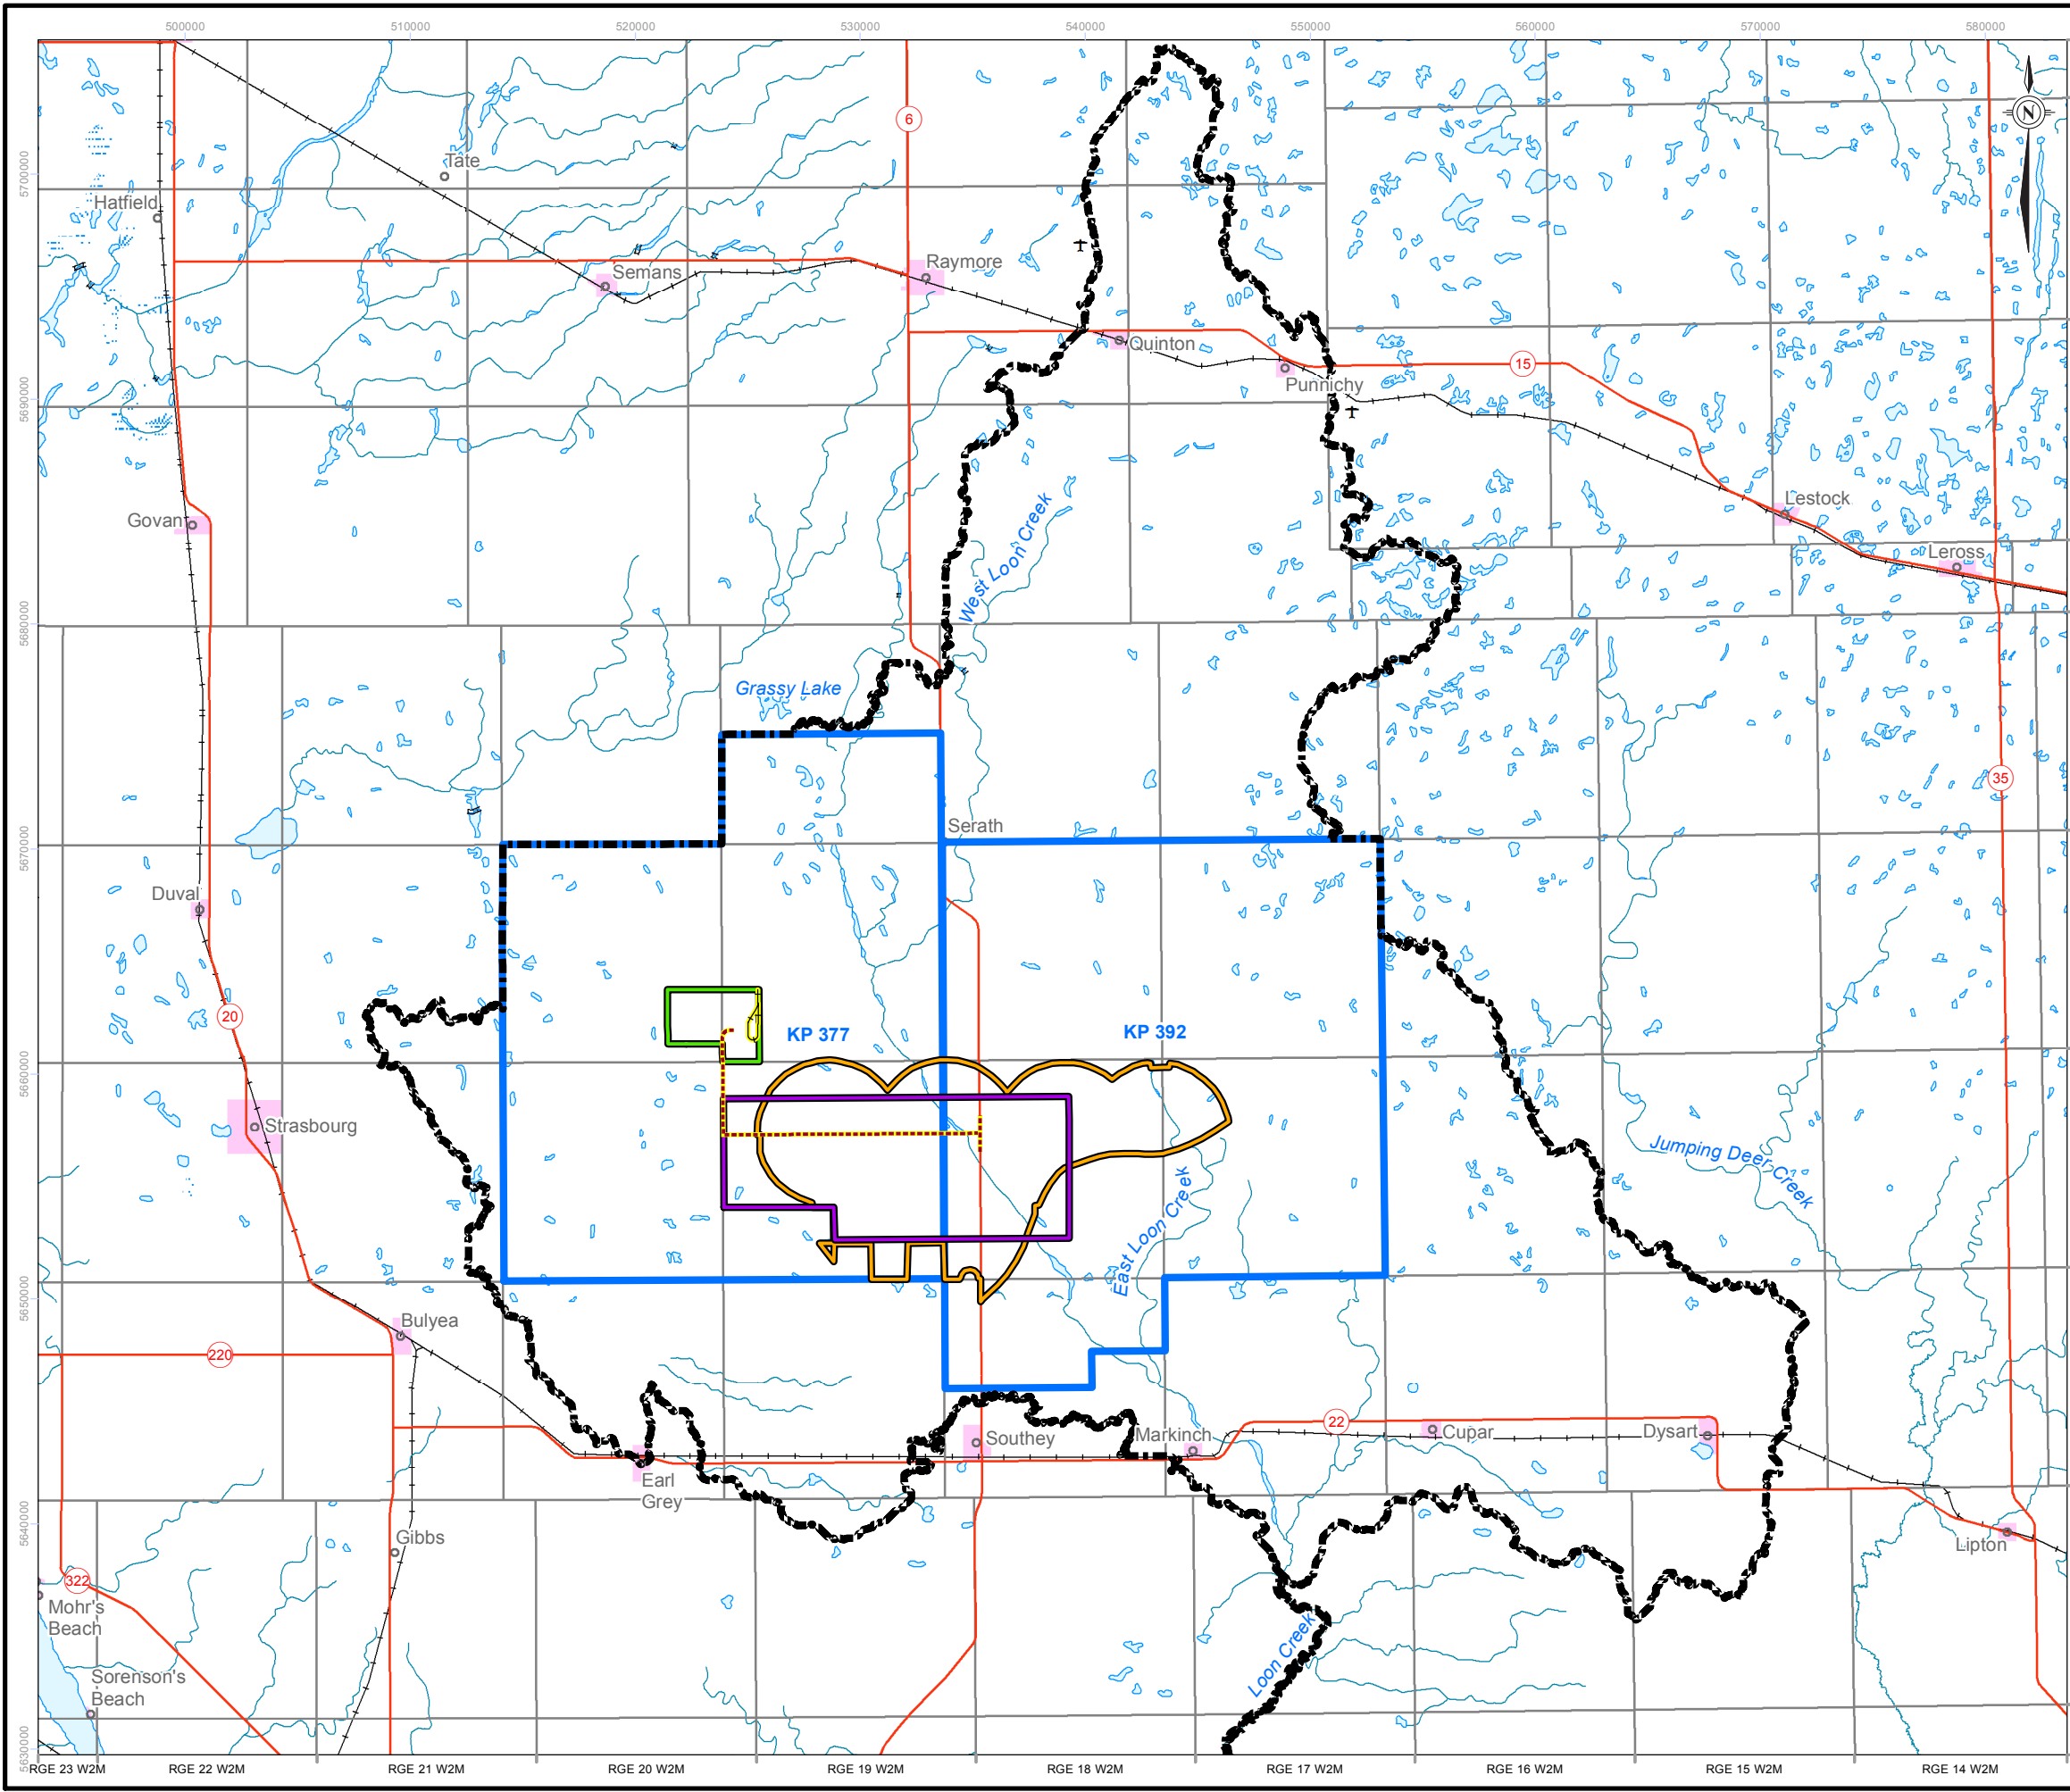 500000 510000 520000 530000 540000 550000 560000 570000 580000
6
N
Tate
5700000
Hatfield
Raymore
Semans
Quinton
15
Punnichy
5690000
Lestock
Govan
West Loon Creek
Leross
5680000
Grassy Lake
35
Serath
5670000
Duval
20
KP 377
KP 392
5660000
Strasbourg
Jumping Deer Creek
East Loon Creek
5650000
Bulyea
220
22
Southey
Markinch
Cupar
Dysart
Earl
Grey
5640000
Gibbs
Lipton
322
Mohr's
Beach
Loon Creek
Sorenson's
Beach
5630000
RGE 23 W2M RGE 22 W2M RGE 21 W2M RGE 20 W2M RGE 19 W2M RGE 18 W2M RGE 17 W2M RGE 16 W2M RGE 15 W2M RGE 14 W2M